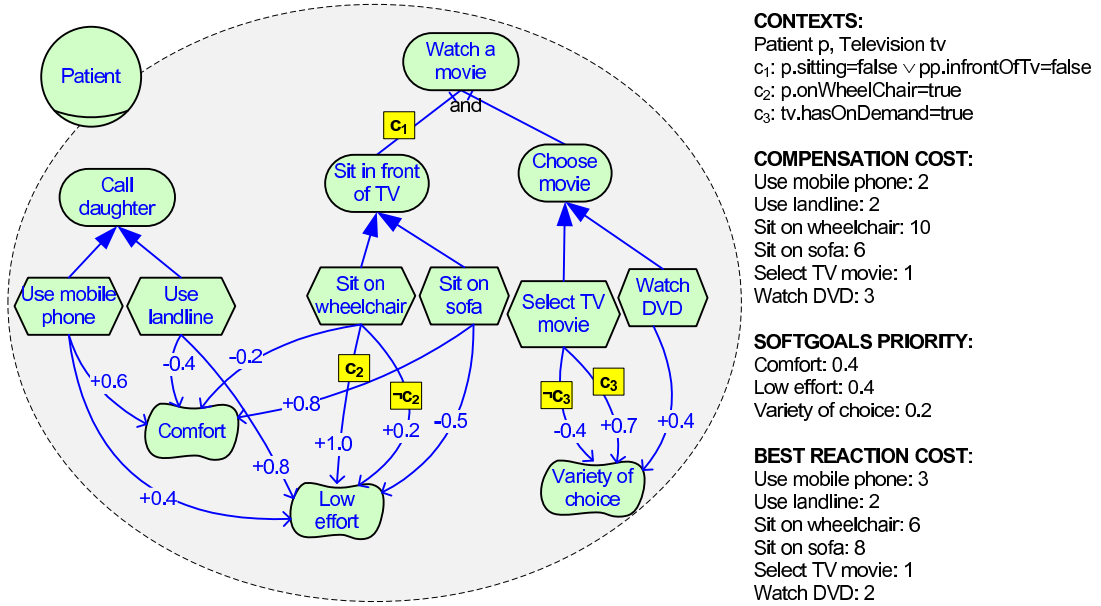 Patient
Watch a
movie
and
c₁
Sit in front
of TV
Choose
movie
Call
daughter
Use mobile
phone
Use
landline
Sit on
wheelchair
Sit on
sofa
Select TV
movie
Watch
DVD
+0.6
-0.4
-0.2
c₂
¬c₂
+0.8
¬c₃
c₃
Comfort
+1.0
+0.2
-0.5
-0.4
+0.7
+0.4
+0.4
+0.8
Low
effort
Variety of
choice
CONTEXTS:
Patient p, Television tv
c₁: p.sitting=false ∨ pp.infrontOfTv=false
c₂: p.onWheelChair=true
c₃: tv.hasOnDemand=true
COMPENSATION COST:
Use mobile phone: 2
Use landline: 2
Sit on wheelchair: 10
Sit on sofa: 6
Select TV movie: 1
Watch DVD: 3
SOFTGOALS PRIORITY:
Comfort: 0.4
Low effort: 0.4
Variety of choice: 0.2
BEST REACTION COST:
Use mobile phone: 3
Use landline: 2
Sit on wheelchair: 6
Sit on sofa: 8
Select TV movie: 1
Watch DVD: 2